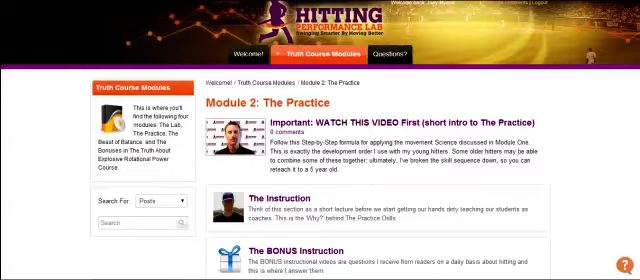 Welcome back,
comments | Logout
HITTING
PERFORMANCE LAB
Swinging Smarter By Moving Better
Welcome!
Truth Course Modules
Questions?
Truth Course Modules
This is where you'll
find the following four
modules: The Lab,
The Practice, The
Beast of Balance, and The
Bonuses in The Truth About
Explosive Rotational Power
Course.
Search For: Posts
Search
Welcome! / Truth Course Modules / Module 2: The Practice
Module 2: The Practice
Important: WATCH THIS VIDEO First (short intro to The Practice)
0 comments
Follow this Step-by-Step formula for applying the movement Science discussed in Module One.
This is exactly the development order I use with my young hitters. Some older hitters may be able
to combine some of these together; ultimately, I've broken the skill sequence down, so you can
reteach it to a 5 year old.
The Instruction
Think of this section as a short lecture before we start getting our hands dirty teaching our students as
coaches. This is the 'Why?' behind The Practice Drills
The BONUS Instruction
The BONUS instructional videos are questions I receive from readers on a daily basis about hitting and
this is where I answer them
?